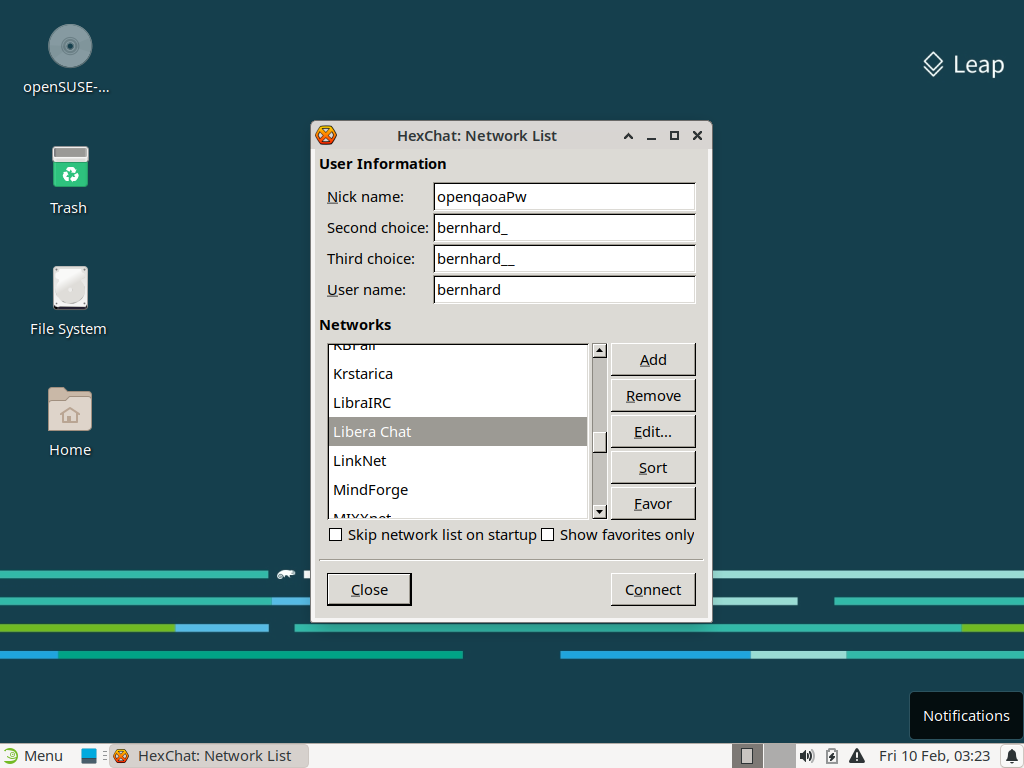 openSUSE-...
Leap
Trash
File System
Home
HexChat: Network List
User Information
Nick name: openqaoaPw
Second choice: bernhard_
Third choice: bernhard__
User name: bernhard
Networks
Krstarica
LibraIRC
Libera Chat
LinkNet
MindForge
MIXXnet
Add
Remove
Edit...
Sort
Favor
Skip network list on startup
Show favorites only
Close
Connect
Notifications
Menu
HexChat: Network List
Fri 10 Feb, 03:23